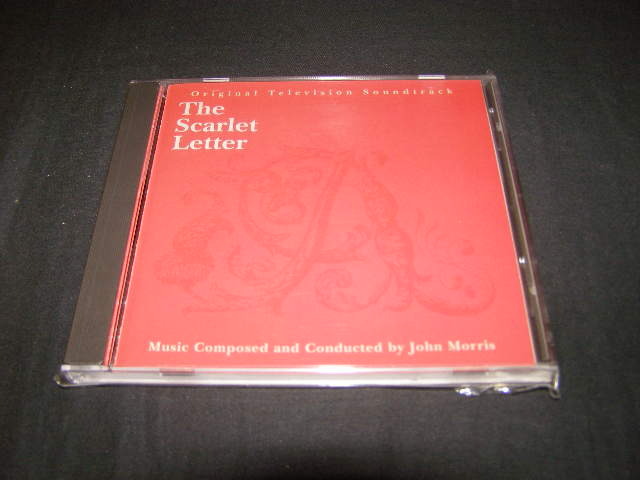 Original Television Soundtrack
The
Scarlet
Letter
A
Music Composed and Conducted by John Morris